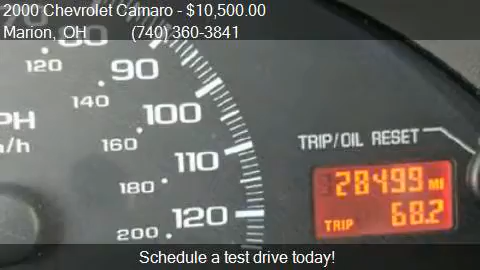 2000 Chevrolet Camaro - $10,500.00
Marion, OH (740) 360-3841
80
120
90
140
100
PH
/h
160
110
180
120
200
TRIP/OIL RESET
28499 MI
TRIP 68.2
Schedule a test drive today!